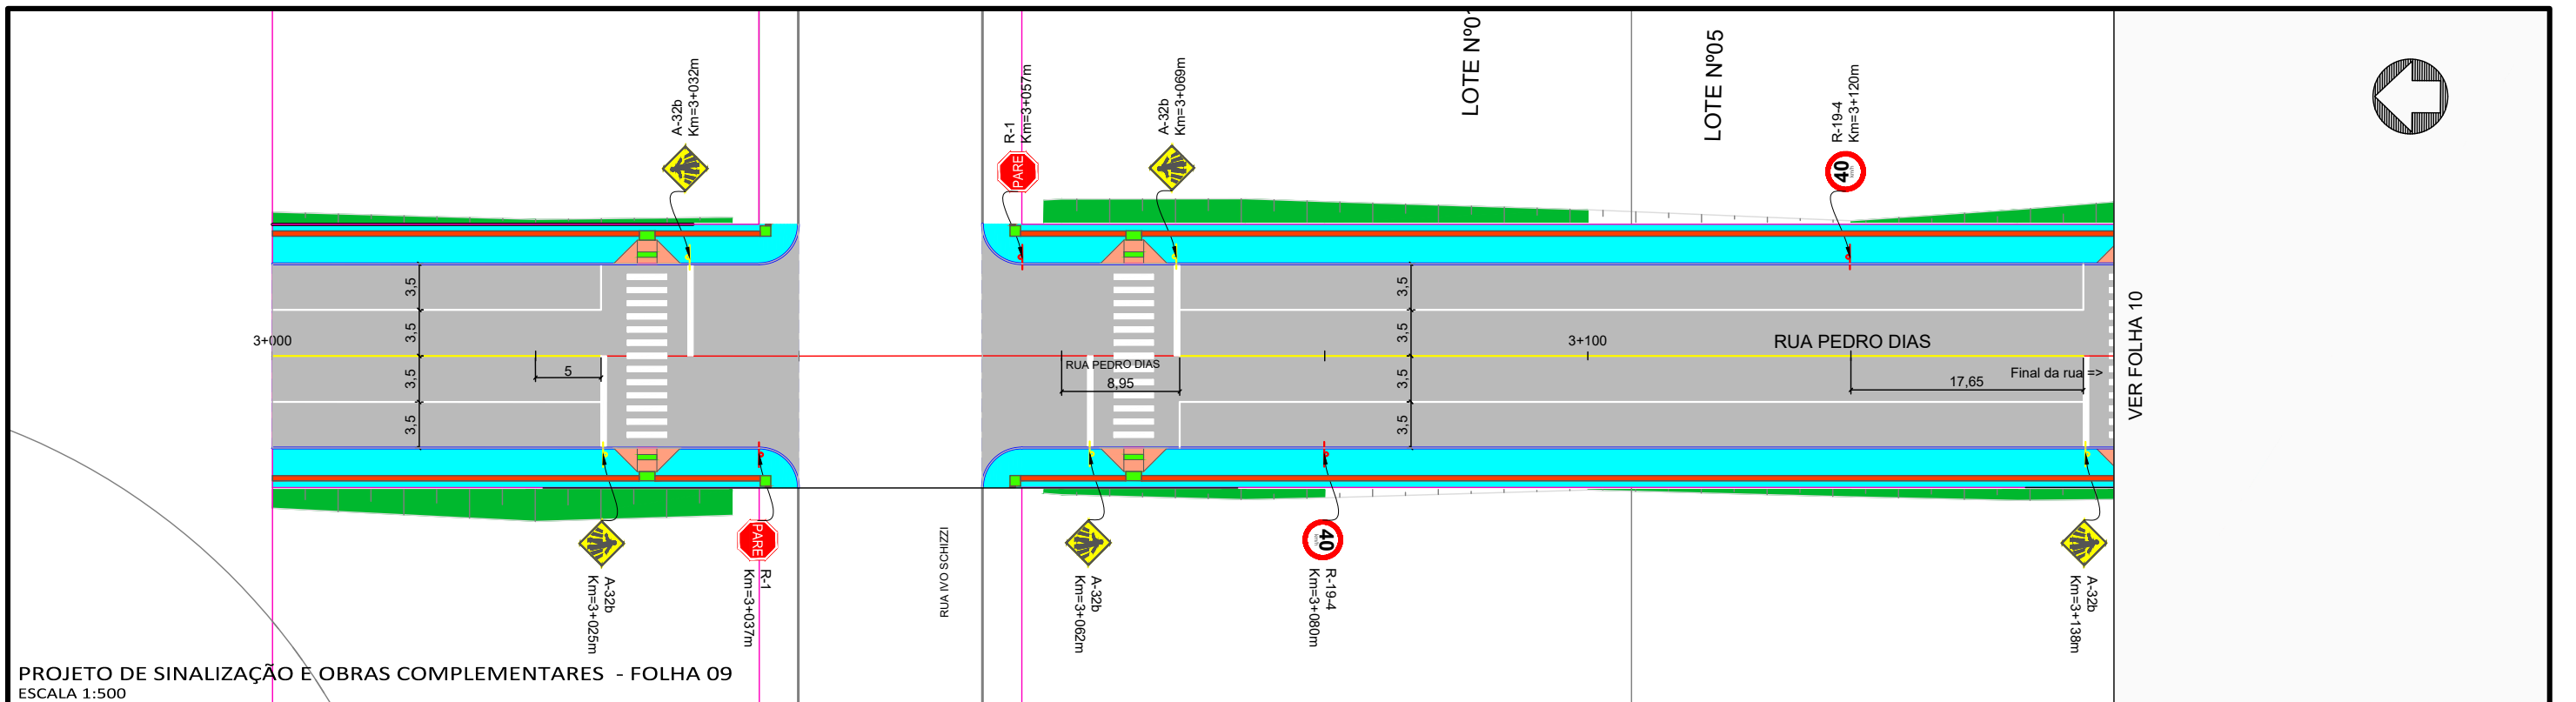 LOTE Nº0
LOTE Nº05
A-32b
Km=3+032m
R-1
Km=3+057m
PARE
A-32b
Km=3+069m
R-19-4
Km=3+120m
40
km/h
3,5
3,5
3,5
3,5
3+000
5
RUA PEDRO DIAS
8,95
3,5
3,5
3,5
3,5
3+100
RUA PEDRO DIAS
Final da rua =>
17,65
VER FOLHA 10
A-32b
Km=3+025m
PARE
R-1
Km=3+037m
RUA IVO SCHIZZI
A-32b
Km=3+062m
40
km/h
R-19-4
Km=3+080m
A-32b
Km=3+138m
PROJETO DE SINALIZAÇÃO E OBRAS COMPLEMENTARES - FOLHA 09
ESCALA 1:500